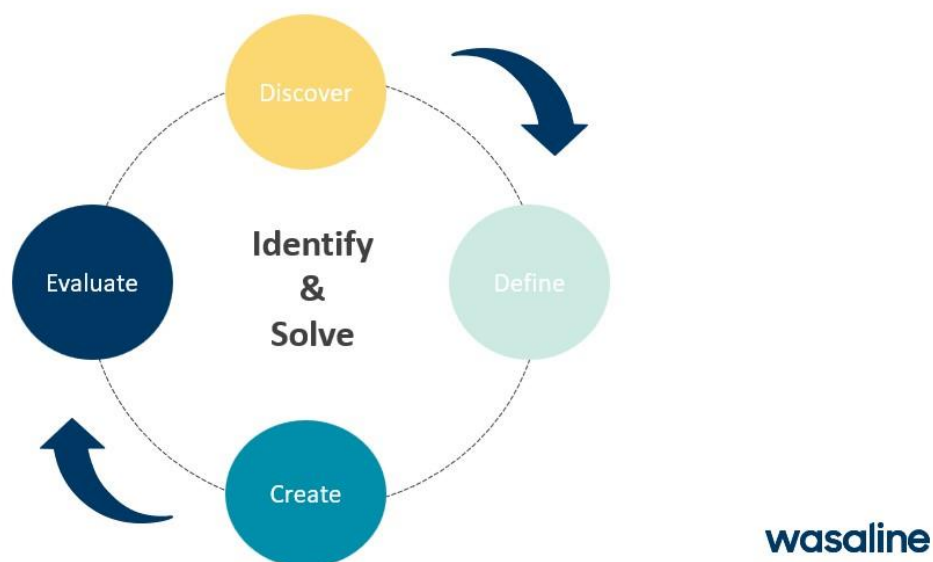 Discover
Identify
&
Solve
Evaluate
Define
Create
wasaline